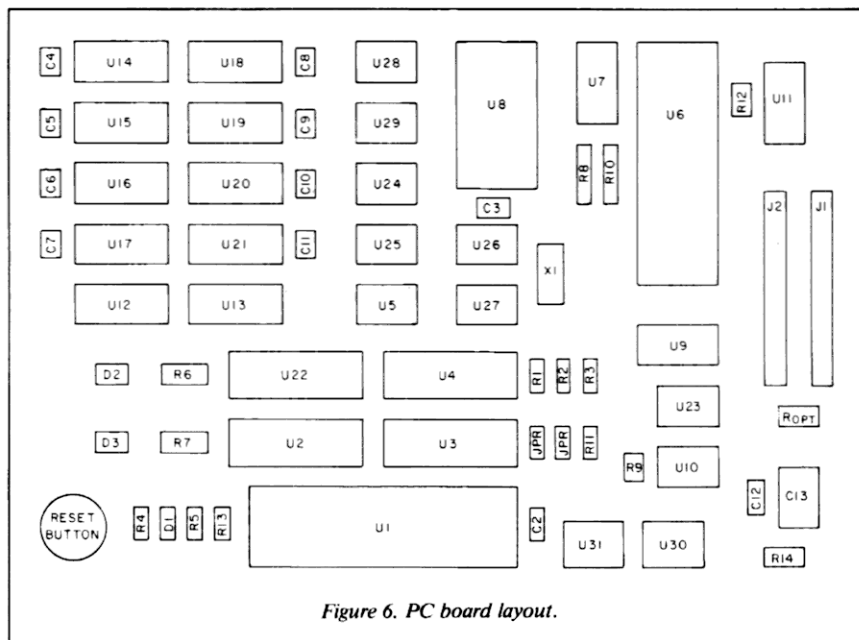 C4 U14 U18 C8 U28 U8 U7 U6 R12 U11
C5 U15 U19 C9 U29
C6 U16 U20 C10 U24 R8 R10
C3 J2 J1
C7 U17 U21 C11 U25 U26 X1
U12 U13 U5 U27
U9
D2 R6 U22 U4 R1 R2 R3
U23 ROPT
D3 R7 U2 U3 JPR JPR R11 R9 U10
RESET
BUTTON
R4 D1 R5 R13 U1 C2 U31 U30 C12 C13
R14
Figure 6. PC board layout.